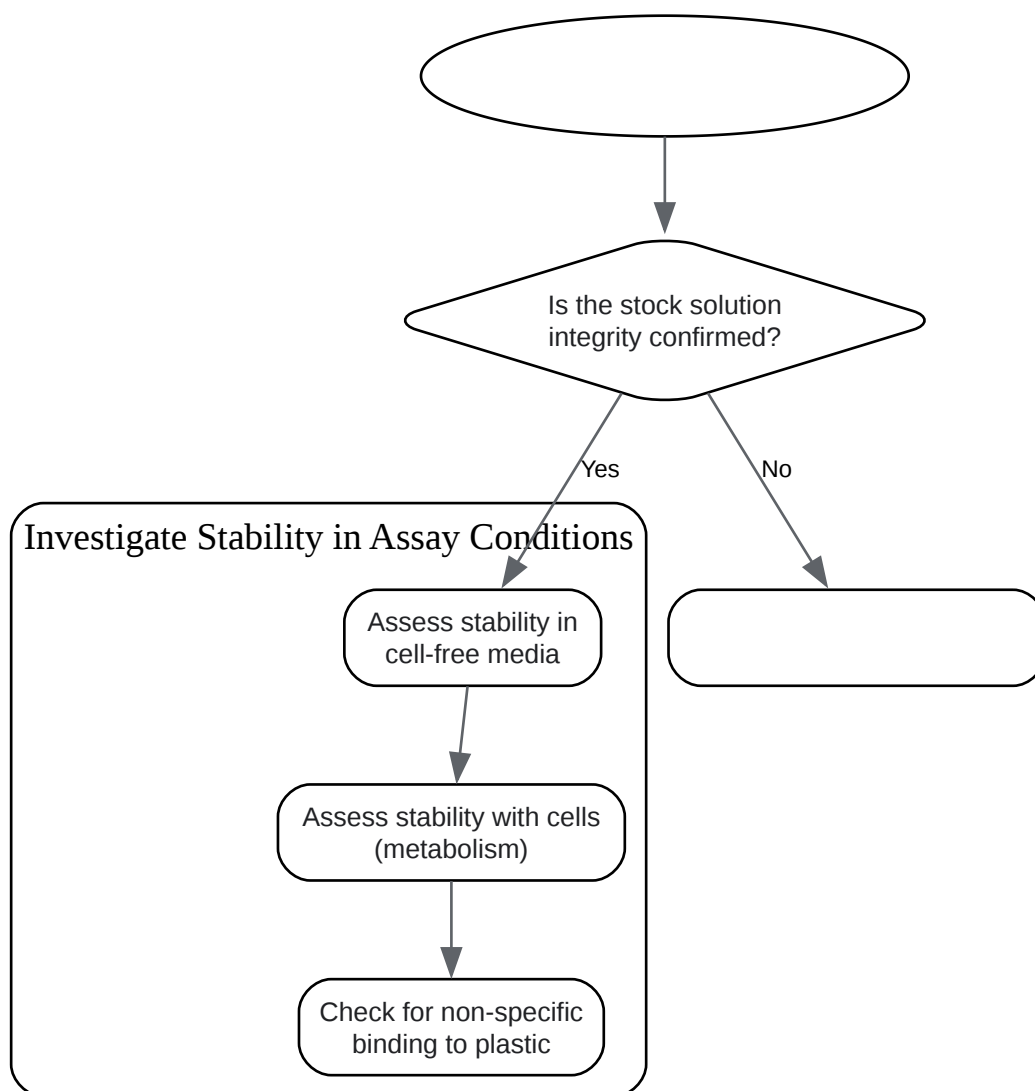 Is the stock solution
integrity confirmed?
Yes
No
Investigate Stability in Assay Conditions
Assess stability in
cell-free media
Assess stability with cells
(metabolism)
Check for non-specific
binding to plastic